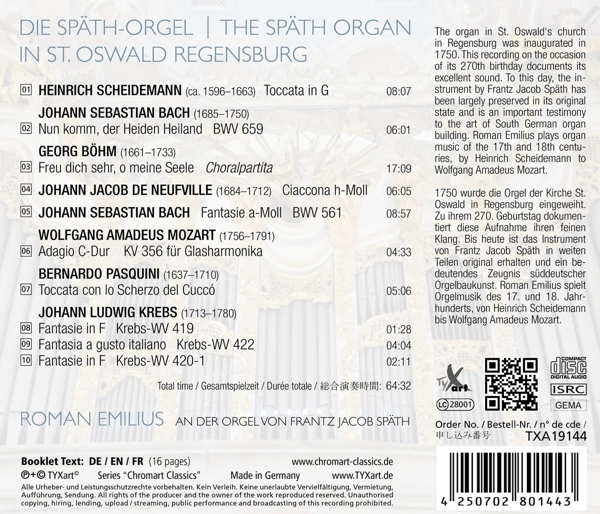 DIE SPÄTH-ORGEL | THE SPÄTH ORGAN
IN ST. OSWALD REGENSBURG
01 HEINRICH SCHEIDEMANN (ca. 1596–1663) Toccata in G 08:07
JOHANN SEBASTIAN BACH (1685–1750)
02 Nun komm, der Heiden Heiland BWV 659 06:01
GEORG BÖHM (1661–1733)
03 Freu dich sehr, o meine Seele Choralpartita 17:09
04 JOHANN JACOB DE NEUFVILLE (1684–1712) Ciaccona h-Moll 06:05
05 JOHANN SEBASTIAN BACH Fantasie a-Moll BWV 561 08:57
WOLFGANG AMADEUS MOZART (1756–1791)
06 Adagio C-Dur KV 356 für Glasharmonika 04:33
BERNARDO PASQUINI (1637–1710)
07 Toccata con lo Scherzo del Cuccó 05:06
JOHANN LUDWIG KREBS (1713–1780)
08 Fantasie in F Krebs-WV 419 01:28
09 Fantasia a gusto italiano Krebs-WV 422 04:04
10 Fantasie in F Krebs-WV 420-1 02:11
Total time / Gesamtspielzeit / Durée totale / 総合演奏時間: 64:32
ROMAN EMILIUS AN DER ORGEL VON FRANTZ JACOB SPÄTH
Booklet Text: DE / EN / FR (16 pages) www.chromart-classics.de
℗+© TYXart® Series "Chromart Classics" Made in Germany www.TYXart.de
Alle Urheber- und Leistungsschutzrechte vorbehalten. Kein Verleih. Keine unerlaubte Vervielfältigung, Vermietung,
Aufführung, Sendung. All rights of the producer and the owner of the work reproduced reserved. Unauthorised
copying, hiring, lending, upload / streaming, public performance and broadcasting of this recording prohibited.
The organ in St. Oswald's church
in Regensburg was inaugurated in
1750. This recording on the occasion
of its 270th birthday documents its
excellent sound. To this day, the in-
strument by Frantz Jacob Späth has
been largely preserved in its original
state and is an important testimony
to the art of South German organ
building. Roman Emilius plays organ
music of the 17th and 18th centu-
ries, by Heinrich Scheidemann to
Wolfgang Amadeus Mozart.
1750 wurde die Orgel der Kirche St.
Oswald in Regensburg eingeweiht.
Zu ihrem 270. Geburtstag dokumen-
tiert diese Aufnahme ihren feinen
Klang. Bis heute ist das Instrument
von Frantz Jacob Späth in weiten
Teilen original erhalten und ein be-
deutendes Zeugnis süddeutscher
Orgelbaukunst. Roman Emilius spielt
Orgelmusik des 17. und 18. Jahr-
hunderts, von Heinrich Scheidemann
bis Wolfgang Amadeus Mozart.
TYXart
LC 28001
COMPACT
disc
DIGITAL AUDIO
ISRC
GEMA
Order No. / Bestell-Nr. / n° de cde /
申し込み番号 TXA19144
4 250702 801443